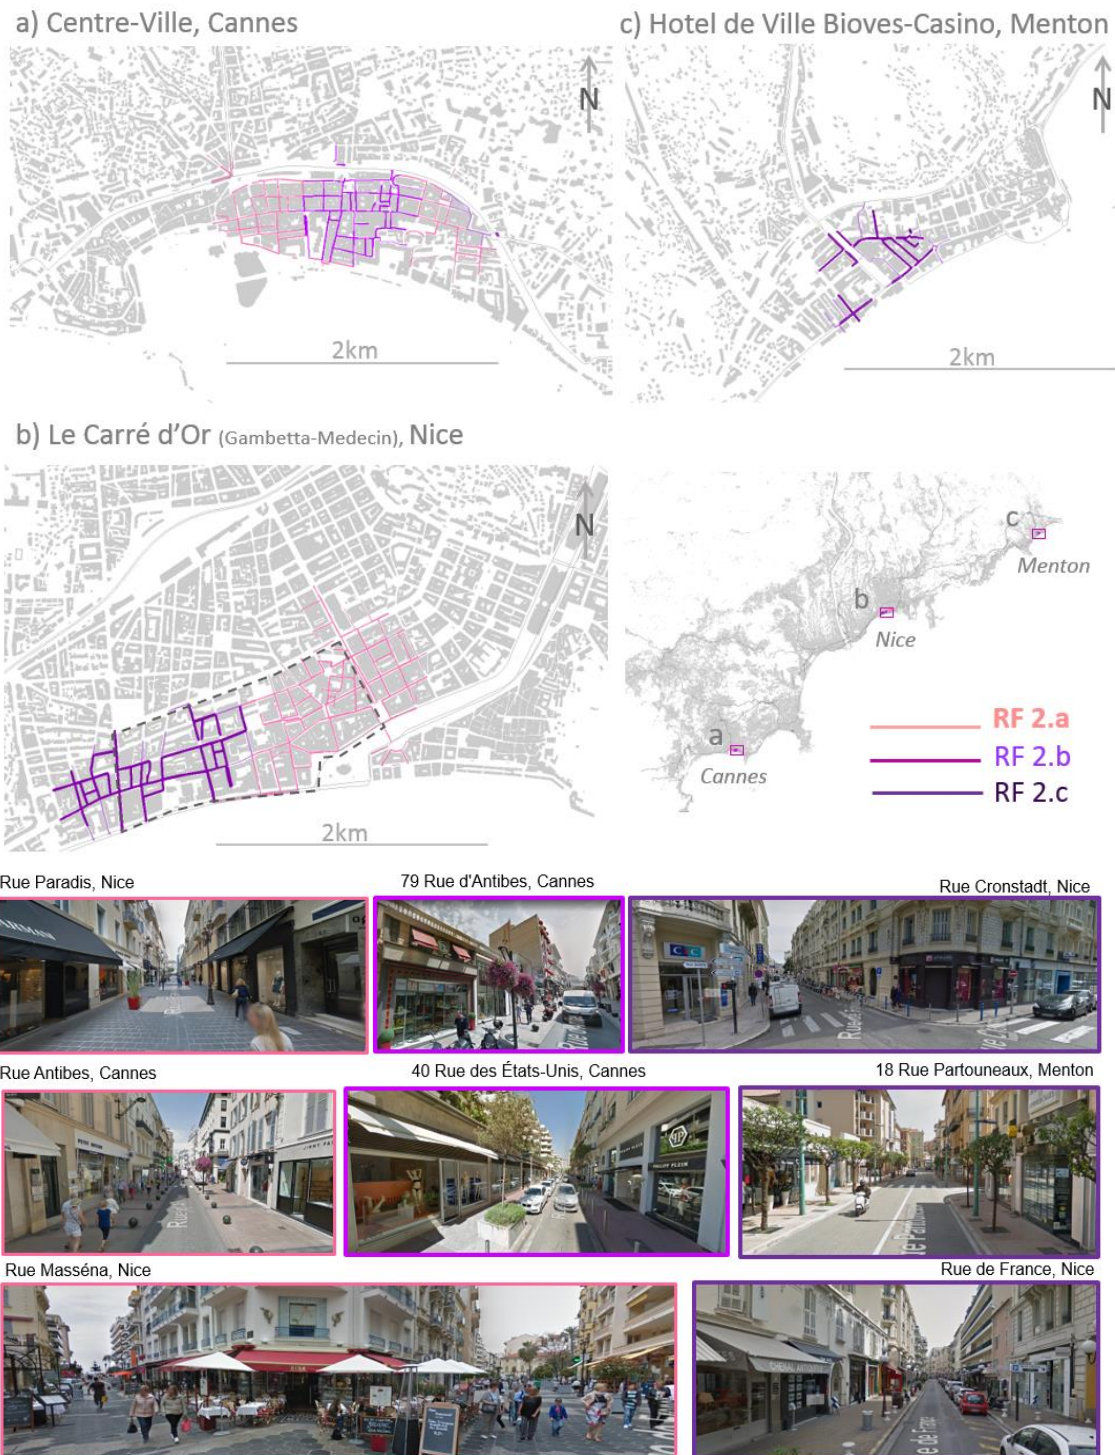 a) Centre-Ville, Cannes
c) Hotel de Ville Bioves-Casino, Menton
N
N
2km
2km
b) Le Carré d'Or (Gambetta-Medecin), Nice
N
2km
c
Menton
b
Nice
a
Cannes
RF 2.a
RF 2.b
RF 2.c
Rue Paradis, Nice
79 Rue d'Antibes, Cannes
Rue Cronstadt, Nice
Rue Antibes, Cannes
40 Rue des États-Unis, Cannes
18 Rue Partouneaux, Menton
PHILIPP PLEIN
Rue Masséna, Nice
Rue de France, Nice